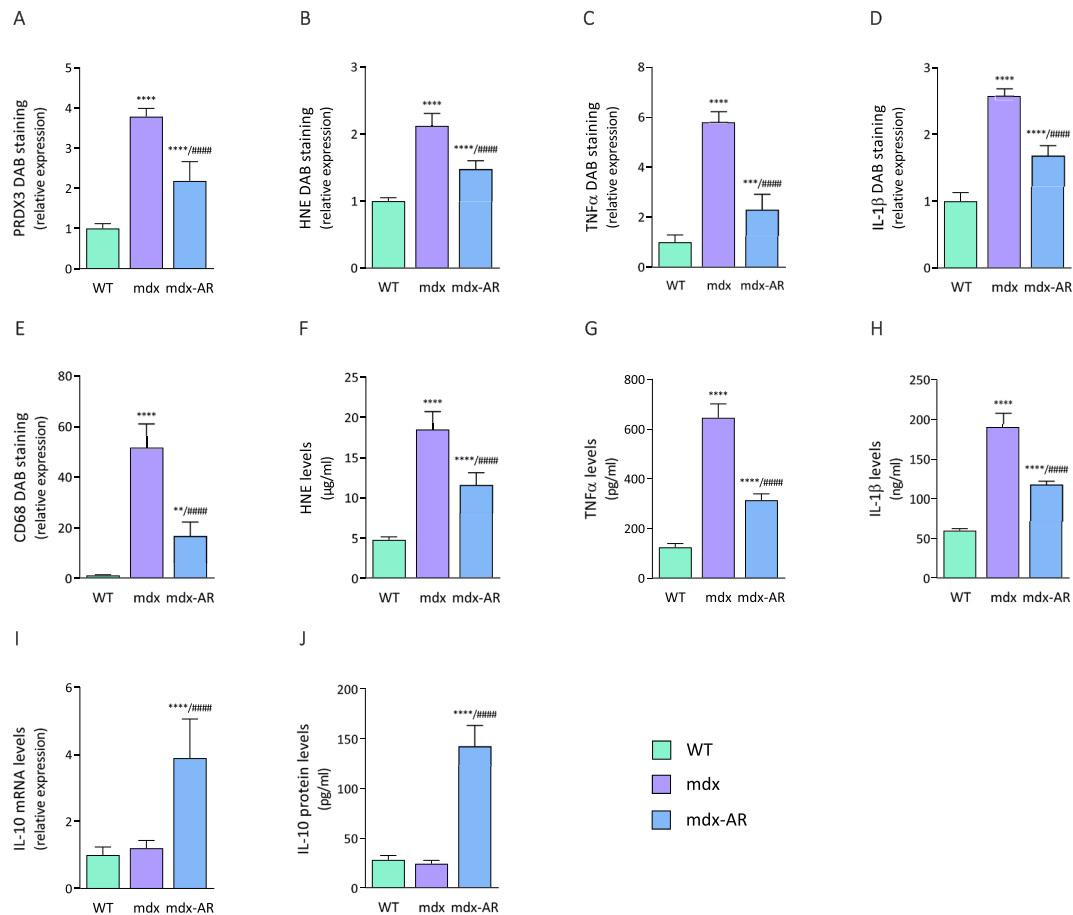 A
PRDX3 DAB staining
(relative expression)
5
4
3
2
1
0
****
****/####
WT mdx mdx-AR
B
HNE DAB staining
(relative expression)
3
2
1
0
****
****/####
WT mdx mdx-AR
C
TNFα DAB staining
(relative expression)
8
6
4
2
0
****
***/####
WT mdx mdx-AR
D
IL-1β DAB staining
(relative expression)
3
2
1
0
****
****/####
WT mdx mdx-AR
E
CD68 DAB staining
(relative expression)
80
60
40
20
0
****
**/####
WT mdx mdx-AR
F
HNE levels
(μg/ml)
25
20
15
10
5
0
****
****/####
WT mdx mdx-AR
G
TNFα levels
(pg/ml)
800
600
400
200
0
****
****/####
WT mdx mdx-AR
H
IL-1β levels
(ng/ml)
250
200
150
100
50
0
****
****/####
WT mdx mdx-AR
I
IL-10 mRNA levels
(relative expression)
6
4
2
0
****/####
WT mdx mdx-AR
J
IL-10 protein levels
(pg/ml)
200
150
100
50
0
****/####
WT mdx mdx-AR
WT
mdx
mdx-AR